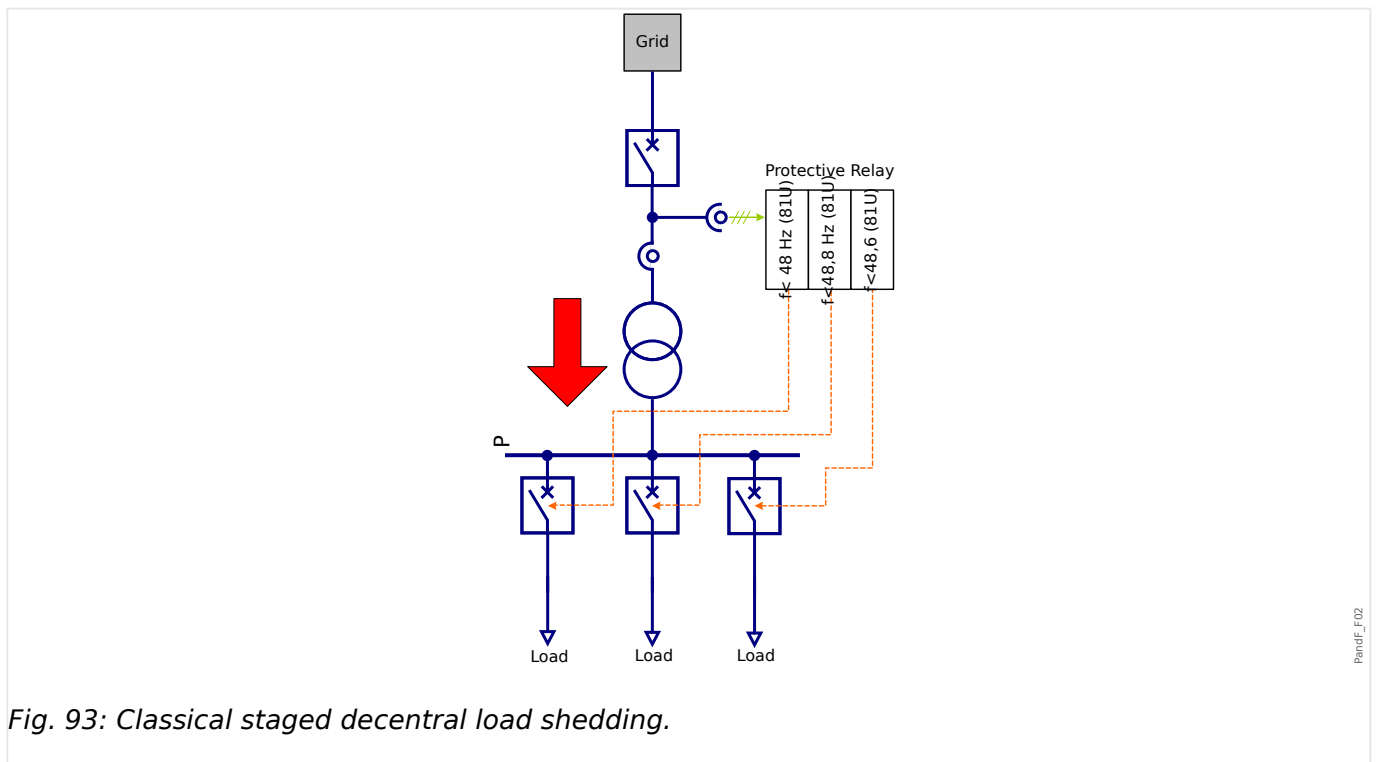 Grid
Protective Relay
f< 48 Hz (81U)
f<48,8 Hz (81U)
f<48,6 (81U)
P
Load
Load
Load
PandF_F02
Fig. 93: Classical staged decentral load shedding.